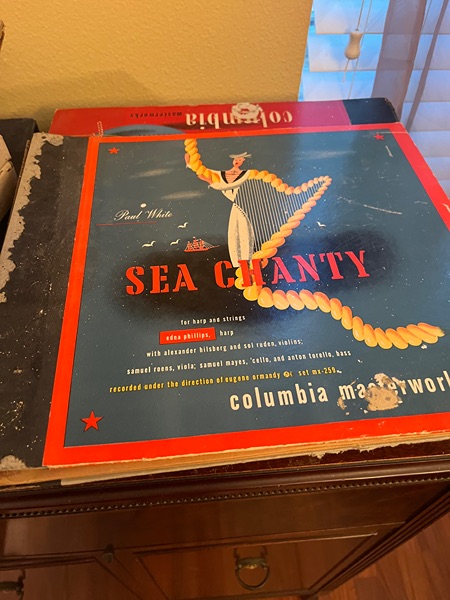 columbia
masterworks
Paul White
SEA CHANTY
for harp and strings
edna phillips, harp
with alexander hilsberg and sol ruden, violins;
samuel roens, viola; samuel mayes, 'cello, and anton torello, bass
recorded under the direction of eugene ormandy set mx-259
columbia masterwork